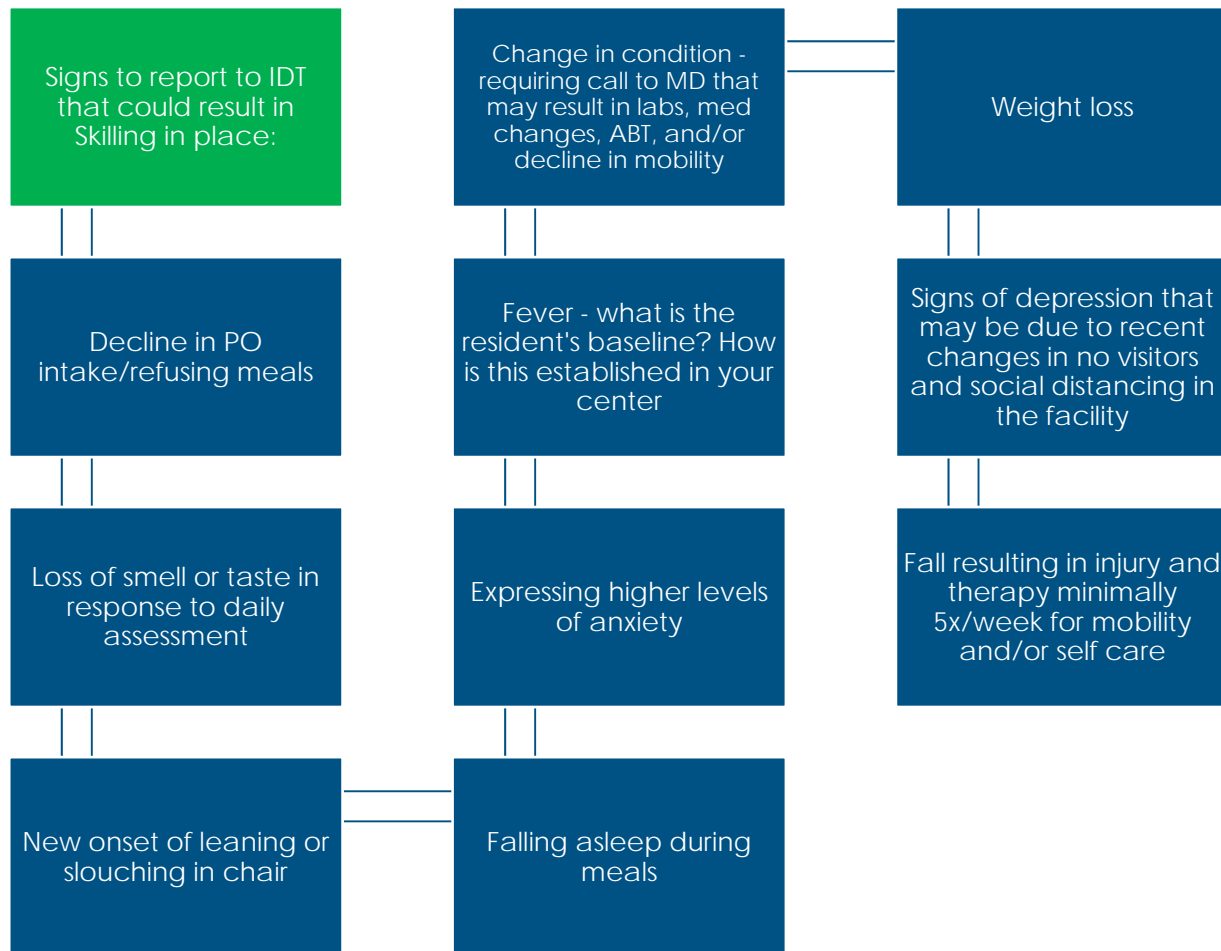 Signs to report to IDT
that could result in
Skilling in place:
Decline in PO
intake/refusing meals
Loss of smell or taste in
response to daily
assessment
New onset of leaning or
slouching in chair
Falling asleep during
meals
Expressing higher levels
of anxiety
Fever - what is the
resident's baseline? How
is this established in your
center
Change in condition -
requiring call to MD that
may result in labs, med
changes, ABT, and/or
decline in mobility
Weight loss
Signs of depression that
may be due to recent
changes in no visitors
and social distancing in
the facility
Fall resulting in injury and
therapy minimally
5x/week for mobility
and/or self care